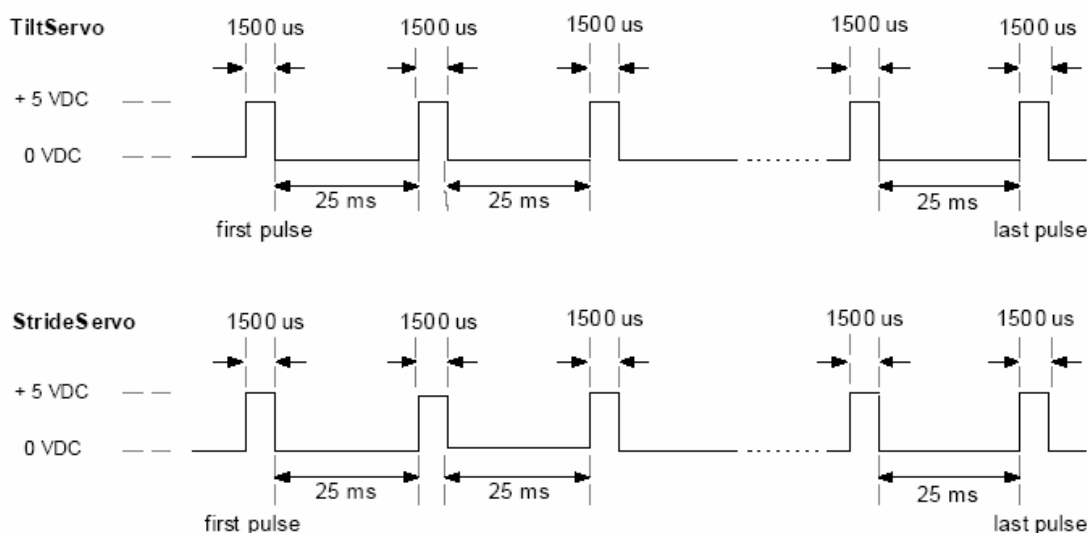 TiltServo 1500 us 1500 us 1500 us 1500 us 1500 us
+ 5 VDC
0 VDC
25 ms 25 ms 25 ms
first pulse last pulse
StrideServo 1500 us 1500 us 1500 us 1500 us 1500 us
+ 5 VDC
0 VDC
25 ms 25 ms 25 ms
first pulse last pulse